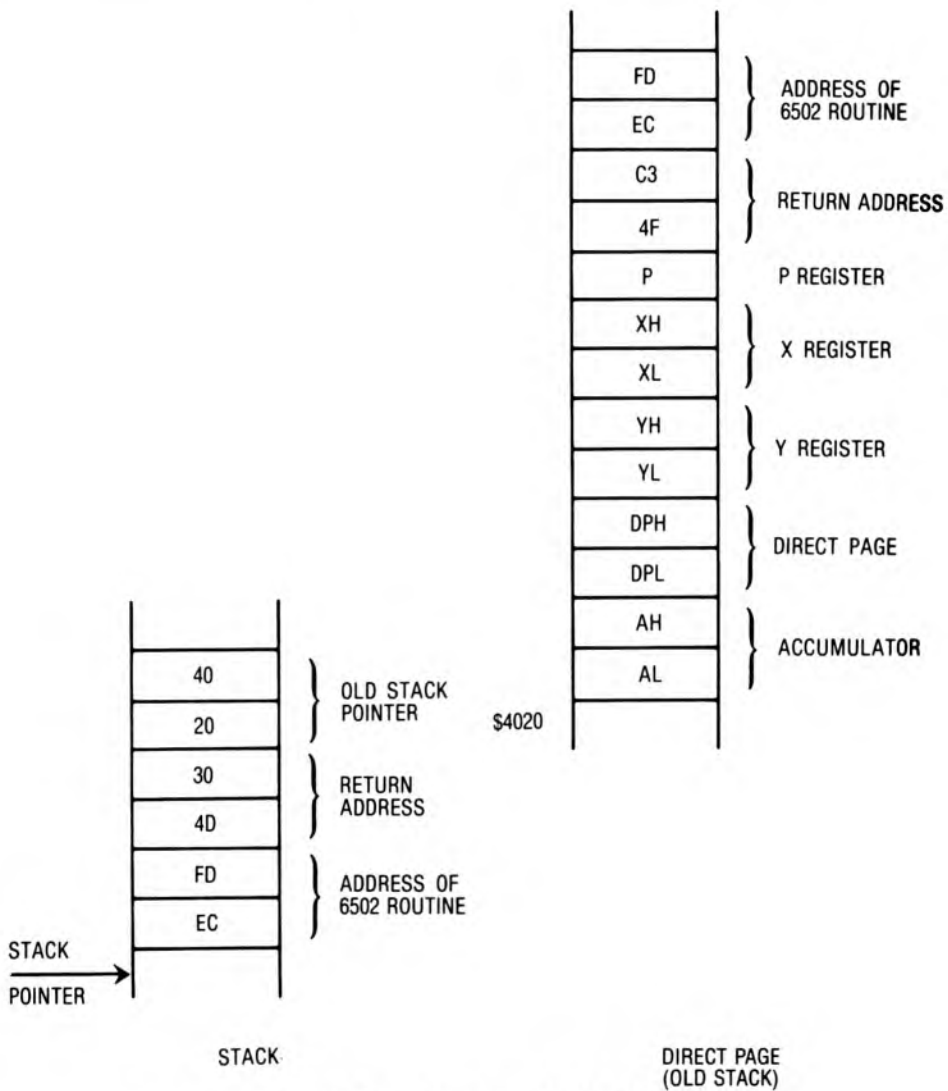 FD
EC
ADDRESS OF
6502 ROUTINE
C3
4F
RETURN ADDRESS
P
P REGISTER
XH
XL
X REGISTER
YH
YL
Y REGISTER
DPH
DPL
DIRECT PAGE
AH
AL
ACCUMULATOR
$4020
40
20
OLD STACK
POINTER
30
4D
RETURN
ADDRESS
FD
EC
ADDRESS OF
6502 ROUTINE
STACK
POINTER
STACK
DIRECT PAGE
(OLD STACK)